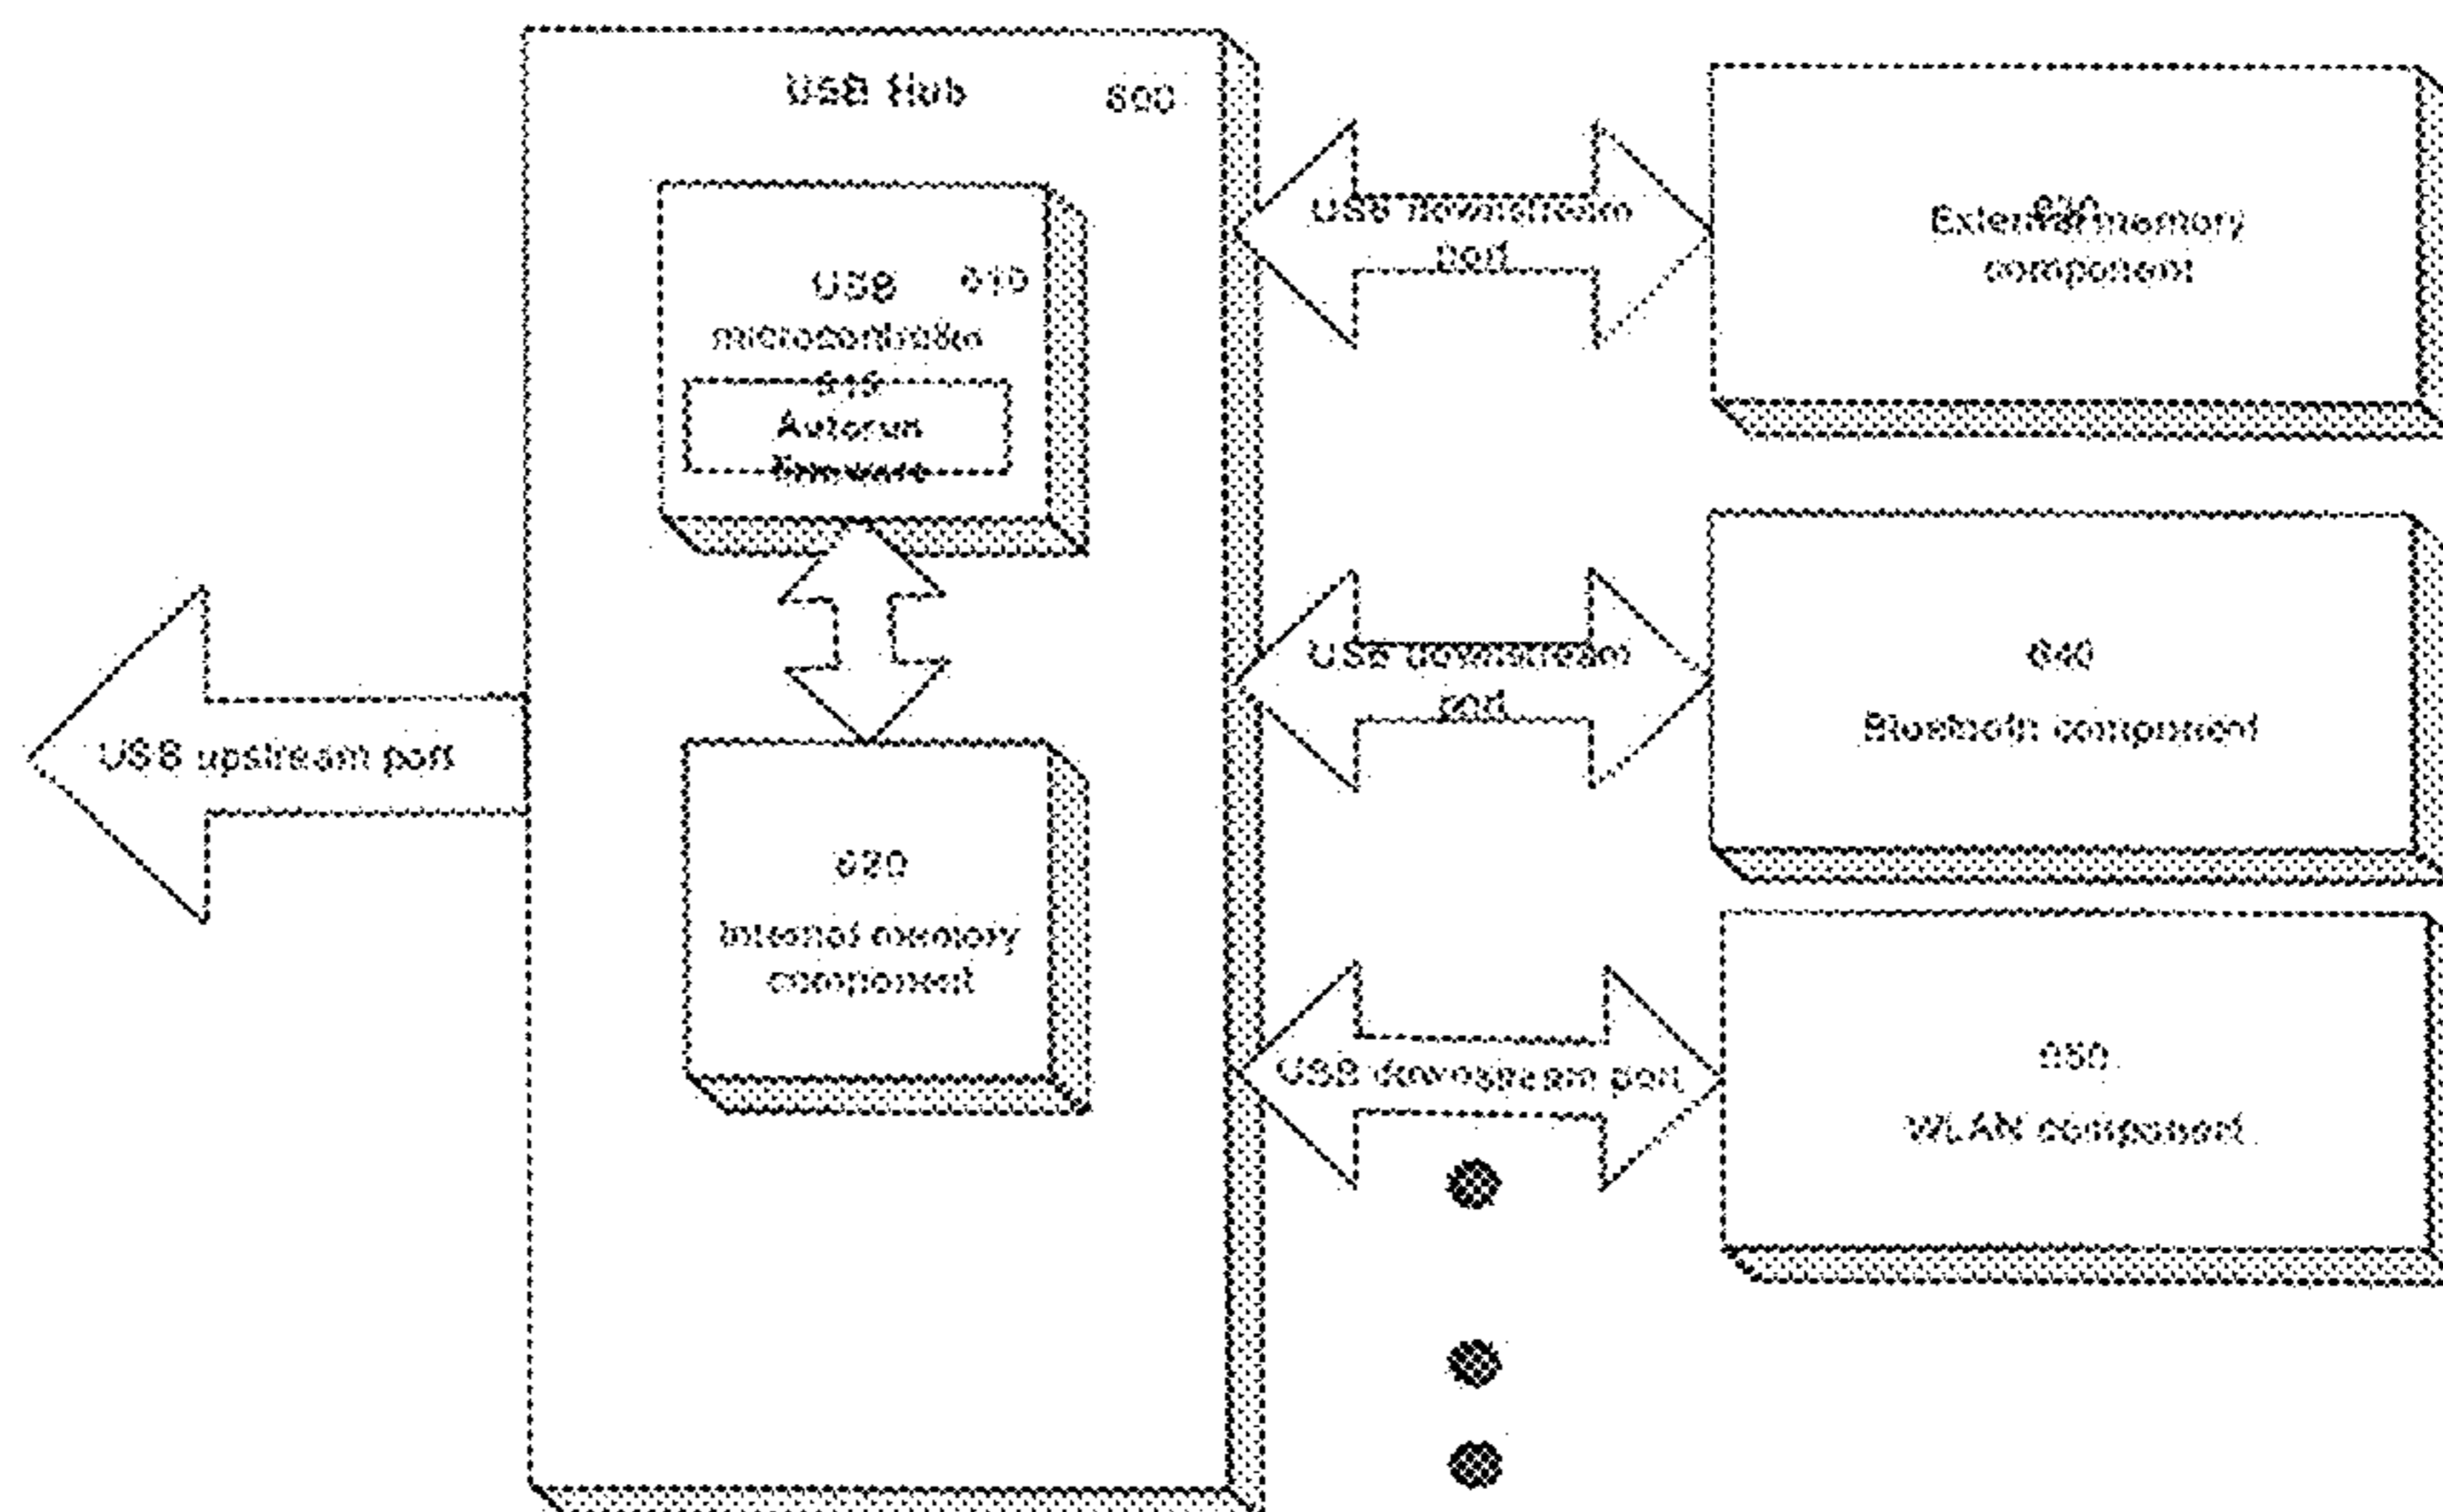 USB Hub 600
USB 610
microcontroller
615
Autorun
firmware
USB upstream port
620
Internal memory
component
USB downstream
port
External memory
component
USB downstream
port
640
Bluetooth component
USB downstream port
650
WLAN component